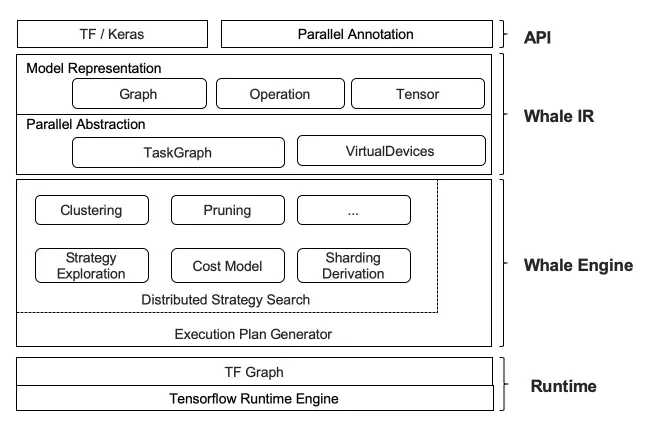 TF / Keras
Parallel Annotation
API
Model Representation
Graph
Operation
Tensor
Whale IR
Parallel Abstraction
TaskGraph
VirtualDevices
Clustering
Pruning
...
Strategy
Exploration
Cost Model
Sharding
Derivation
Whale Engine
Distributed Strategy Search
Execution Plan Generator
TF Graph
Runtime
Tensorflow Runtime Engine